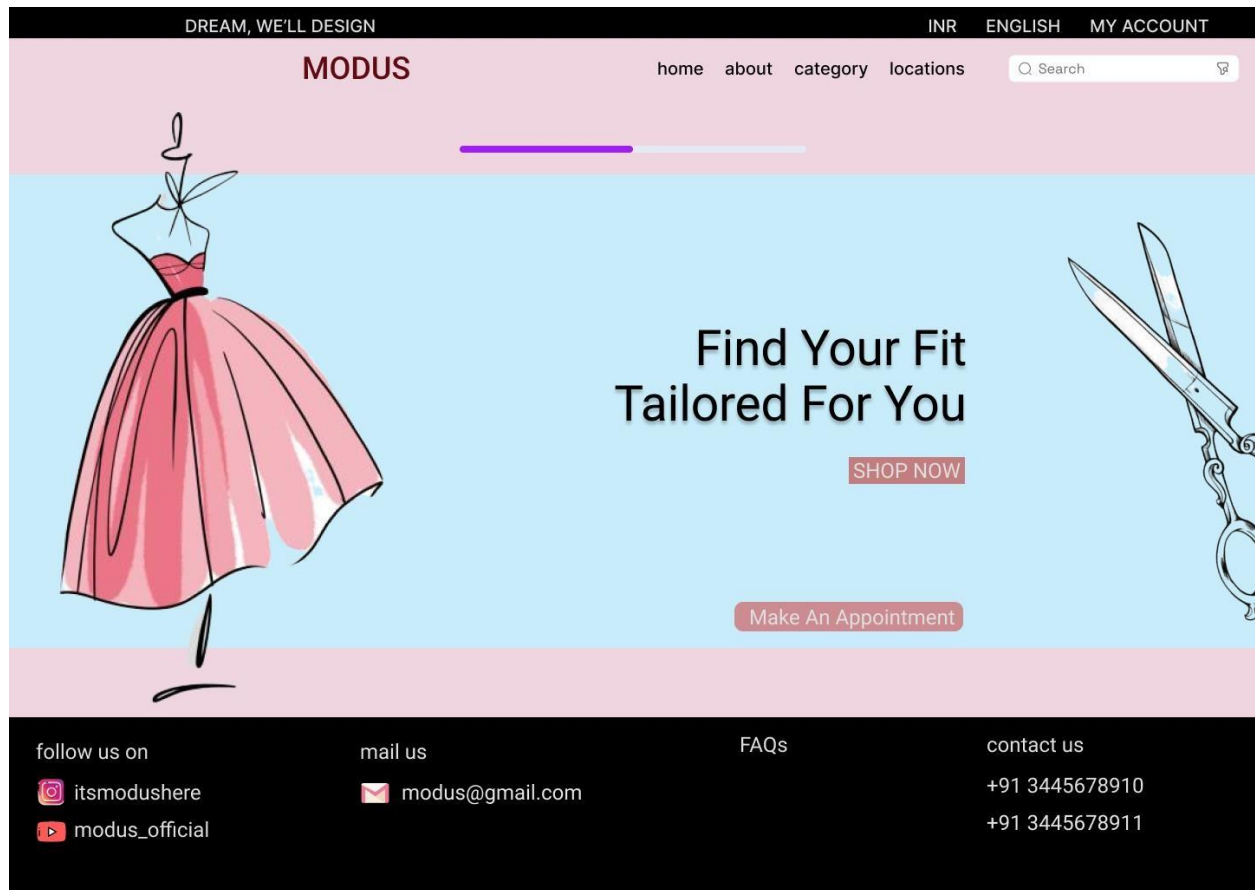 DREAM, WE'LL DESIGN
INR ENGLISH MY ACCOUNT
MODUS
home about category locations
Search
Find Your Fit
Tailored For You
SHOP NOW
Make An Appointment
follow us on
itsmodushere
modus_official
mail us
modus@gmail.com
FAQs
contact us
+91 3445678910
+91 3445678911